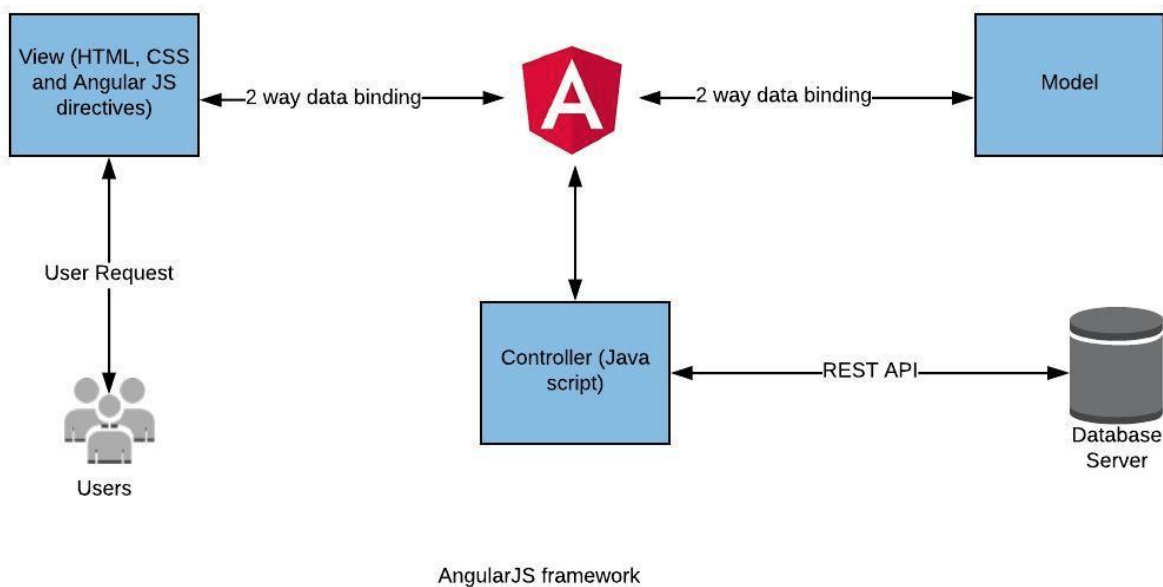 View (HTML, CSS
and Angular JS
directives)
2 way data binding
A
2 way data binding
Model
User Request
Controller (Java
script)
REST API
Users
Database
Server
AngularJS framework